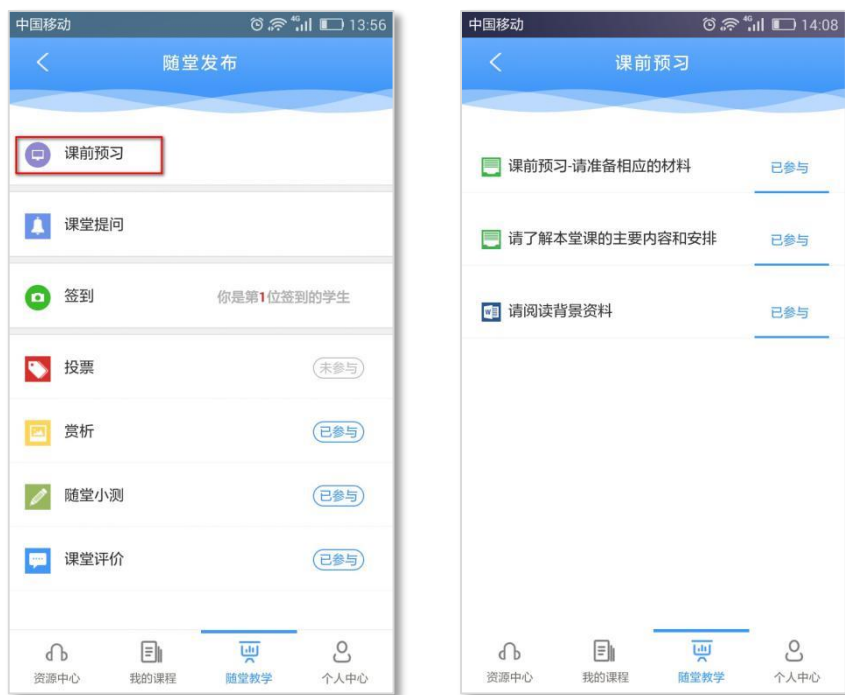 中国移动 4G 13:56
随堂发布
课前预习
课堂提问
签到 你是第1位签到的学生
投票 未参与
赏析 已参与
随堂小测 已参与
课堂评价 已参与
资源中心 我的课程 随堂教学 个人中心
中国移动 4G 14:08
课前预习
课前预习-请准备相应的材料 已参与
请了解本堂课的主要内容和安排 已参与
请阅读背景资料 已参与
资源中心 我的课程 随堂教学 个人中心